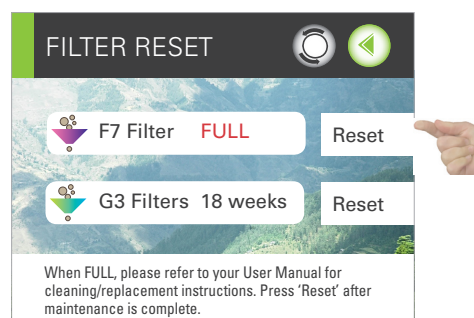 FILTER RESET
F7 Filter FULL Reset
G3 Filters 18 weeks Reset
When FULL, please refer to your User Manual for
cleaning/replacement instructions. Press ‘Reset’ after
maintenance is complete.